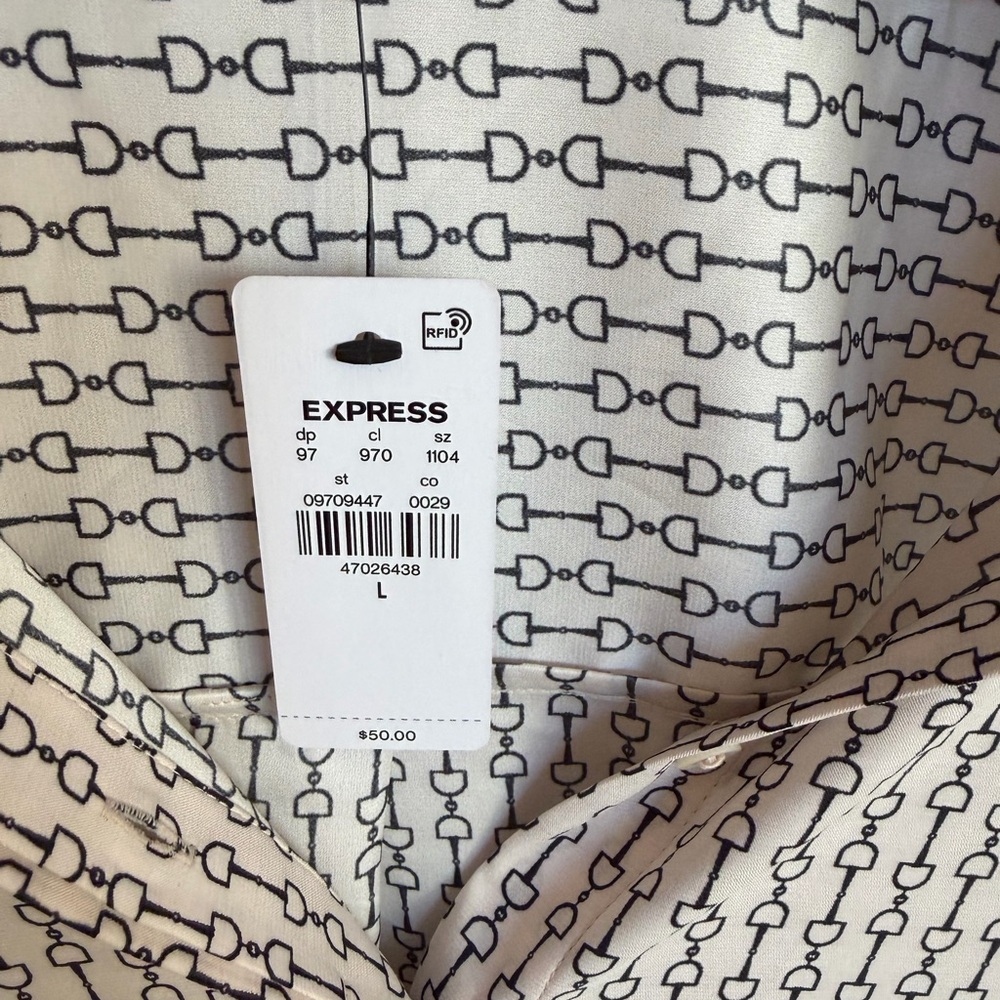 RFID
EXPRESS
dp cl sz
97 970 1104
st co
09709447 0029
47026438
L
$50.00